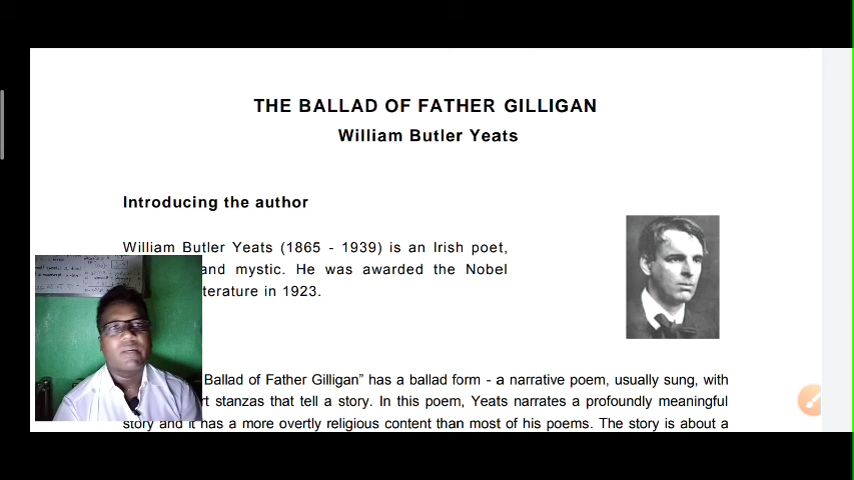 THE BALLAD OF FATHER GILLIGAN
William Butler Yeats
Introducing the author
William Butler Yeats (1865 - 1939) is an Irish poet,
and mystic. He was awarded the Nobel
terature in 1923.
Ballad of Father Gilligan” has a ballad form - a narrative poem, usually sung, with
rt stanzas that tell a story. In this poem, Yeats narrates a profoundly meaningful
story and it has a more overtly religious content than most of his poems. The story is about a